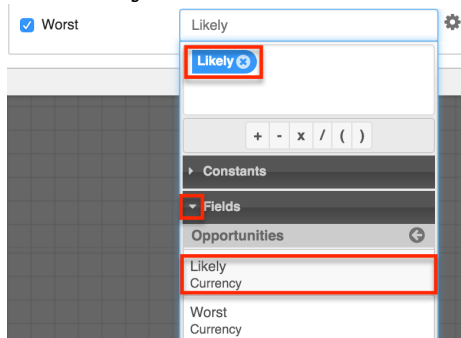 Worst
Likely
Likely
+ - x / ( )
Constants
Fields
Opportunities
Likely
Currency
Worst
Currency